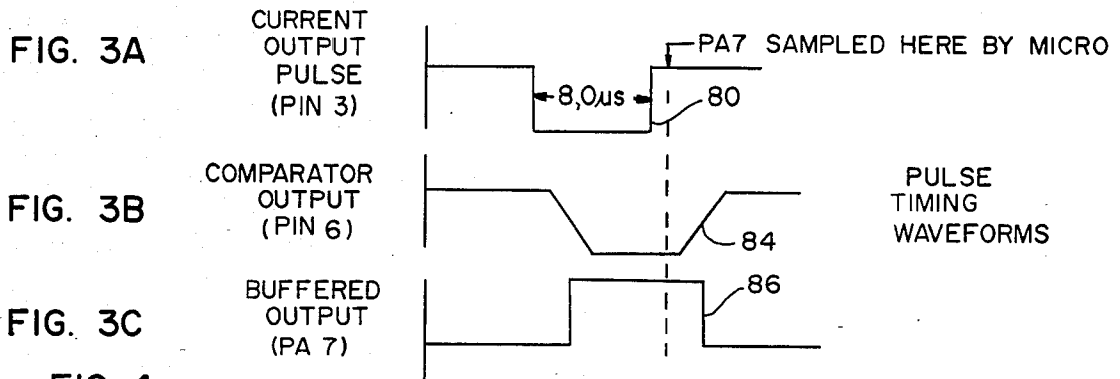 FIG. 3A
CURRENT
OUTPUT
PULSE
(PIN 3)
PA7 SAMPLED HERE BY MICRO
8,0µs
80
FIG. 3B
COMPARATOR
OUTPUT
(PIN 6)
84
PULSE
TIMING
WAVEFORMS
FIG. 3C
BUFFERED
OUTPUT
(PA 7)
86